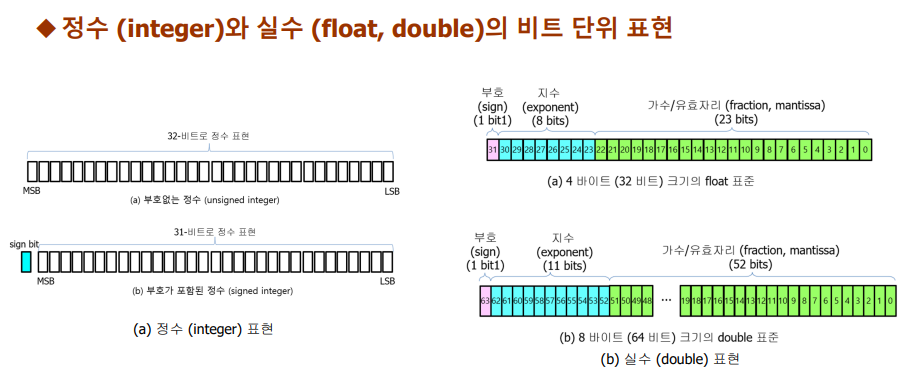 ◆ 정수 (integer)와 실수 (float, double)의 비트 단위 표현
32-비트로 정수 표현
MSB
LSB
(a) 부호없는 정수 (unsigned integer)
sign bit
31-비트로 정수 표현
MSB
LSB
(b) 부호가 포함된 정수 (signed integer)
(a) 정수 (integer) 표현
부호
(sign)
(1 bit1)
지수
(exponent)
(8 bits)
가수/유효자리 (fraction, mantissa)
(23 bits)
31 30 29 28 27 26 25 24 23 22 21 20 19 18 17 16 15 14 13 12 11 10 9 8 7 6 5 4 3 2 1 0
(a) 4 바이트 (32 비트) 크기의 float 표준
부호
(sign)
(1 bit1)
지수
(exponent)
(11 bits)
가수/유효자리 (fraction, mantissa)
(52 bits)
63 62 61 60 59 58 57 56 55 54 53 52 51 50 49 48 ... 19 18 17 16 15 14 13 12 11 10 9 8 7 6 5 4 3 2 1 0
(b) 8 바이트 (64 비트) 크기의 double 표준
(b) 실수 (double) 표현